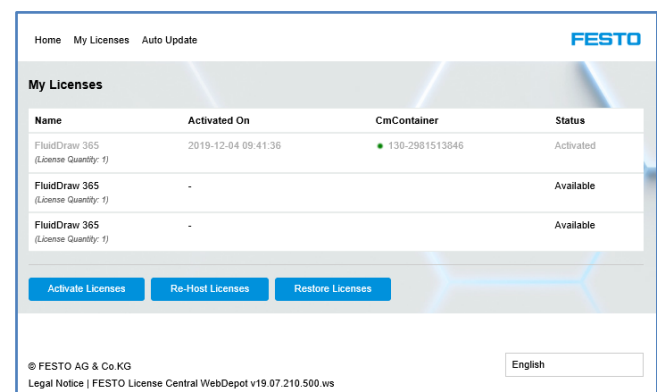 Home My Licenses Auto Update FESTO
My Licenses
Name Activated On CmContainer Status
FluidDraw 365 2019-12-04 09:41:36 130-2981513846 Activated
(License Quantity: 1)
FluidDraw 365 - Available
(License Quantity: 1)
FluidDraw 365 - Available
(License Quantity: 1)
Activate Licenses Re-Host Licenses Restore Licenses
© FESTO AG & Co.KG English
Legal Notice | FESTO License Central WebDepot v19.07.210.500.ws